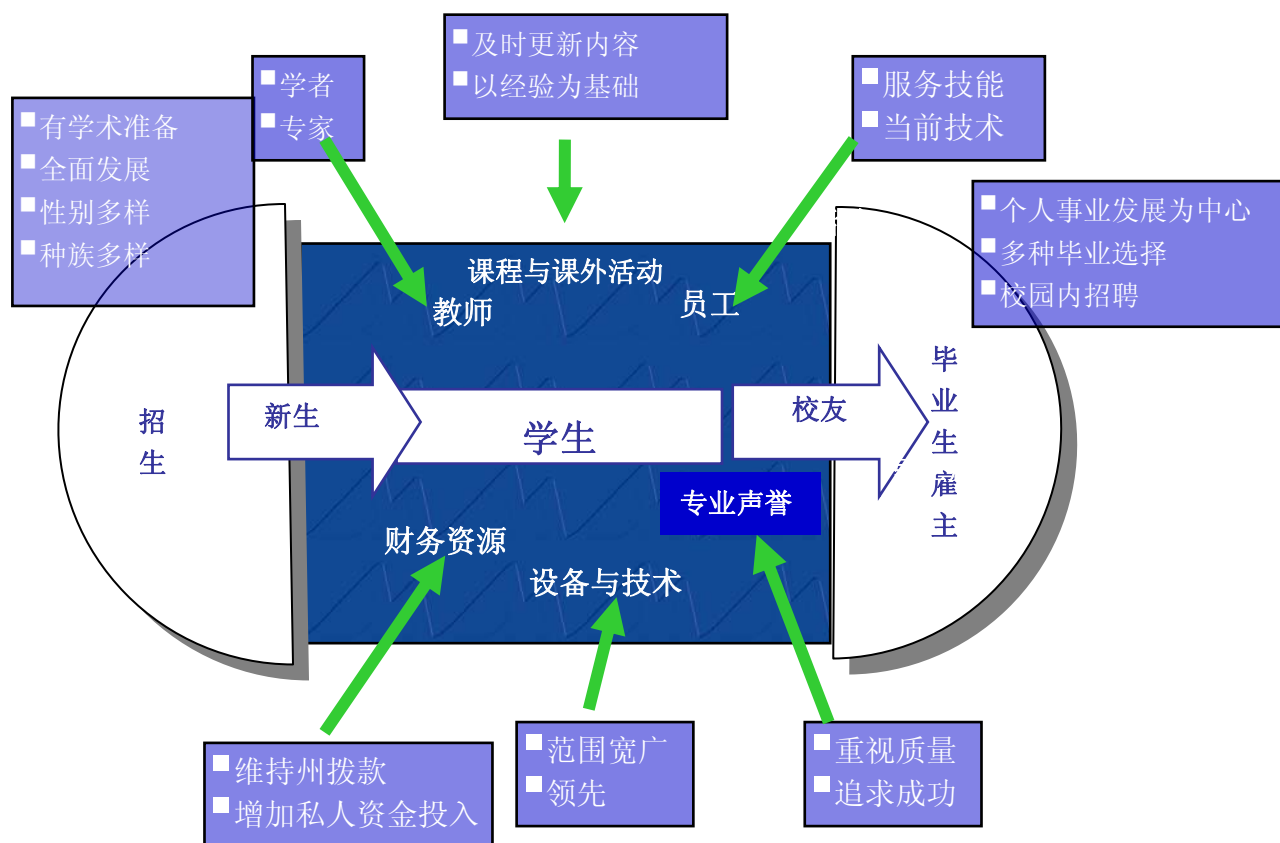 及时更新内容
以经验为基础
学者
专家
服务技能
当前技术
有学术准备
全面发展
性别多样
种族多样
个人事业发展为中心
多种毕业选择
校园内招聘
课程与课外活动
教师
员工
招生
新生
学生
校友
毕业生雇主
专业声誉
财务资源
设备与技术
维持州拨款
增加私人资金投入
范围宽广
领先
重视质量
追求成功